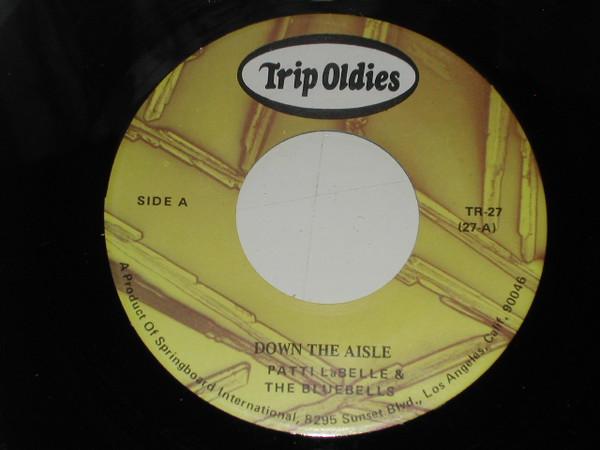 Trip Oldies
SIDE A
TR-27
(27-A)
DOWN THE AISLE
PATTI LaBELLE &
THE BLUEBELLS
A Product Of Springboard International, 8295 Sunset Blvd., Los Angeles, Calif. 90046